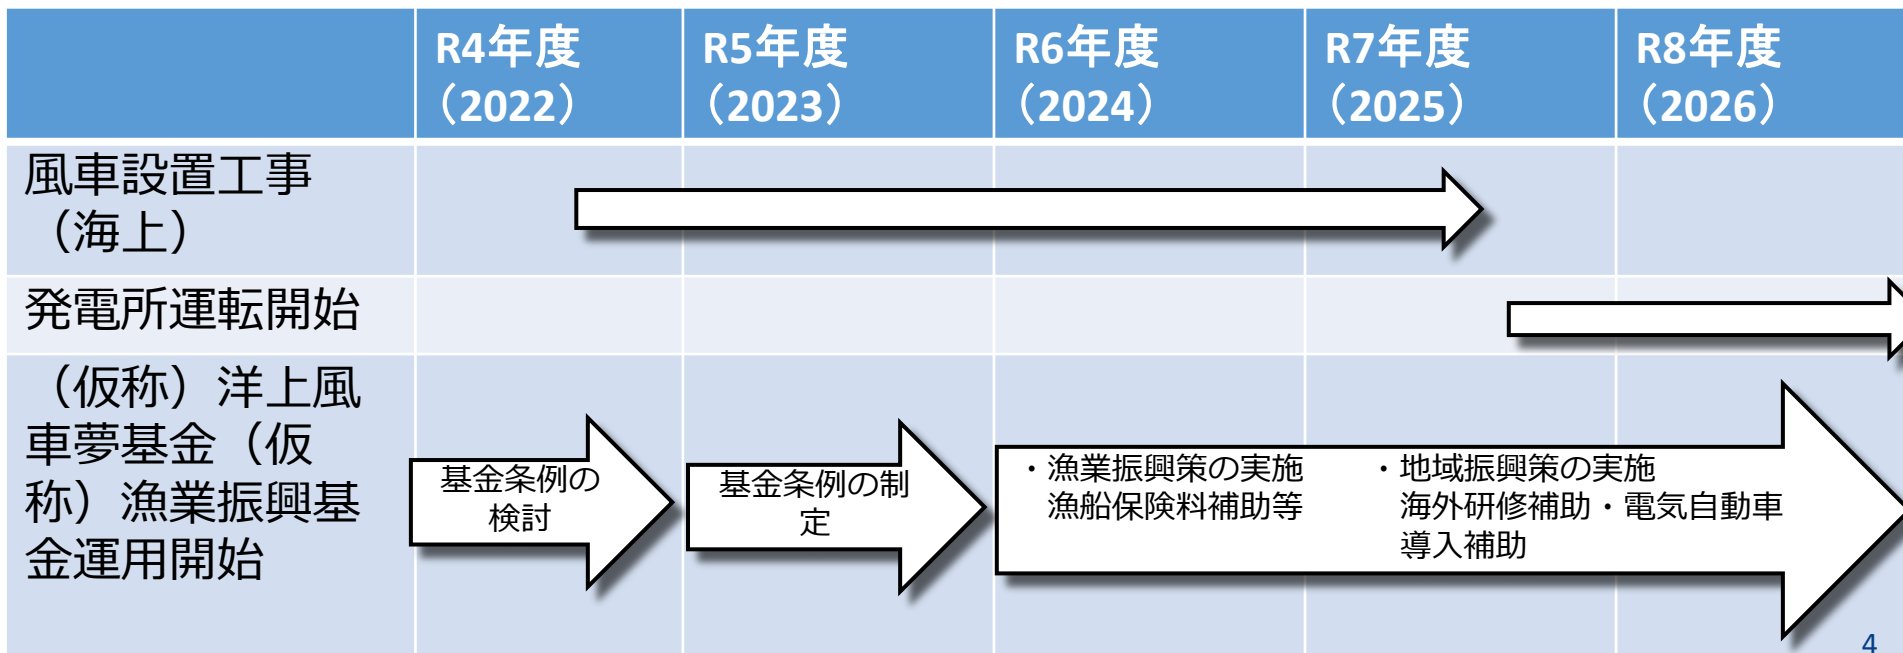 R4年度
（2022）
R5年度
（2023）
R6年度
（2024）
R7年度
（2025）
R8年度
（2026）
風車設置工事
（海上）
発電所運転開始
（仮称）洋上風
車夢基金（仮
称）漁業振興基
金運用開始
基金条例の
検討
基金条例の制
定
・漁業振興策の実施
漁船保険料補助等
・地域振興策の実施
海外研修補助・電気自動車
導入補助
4